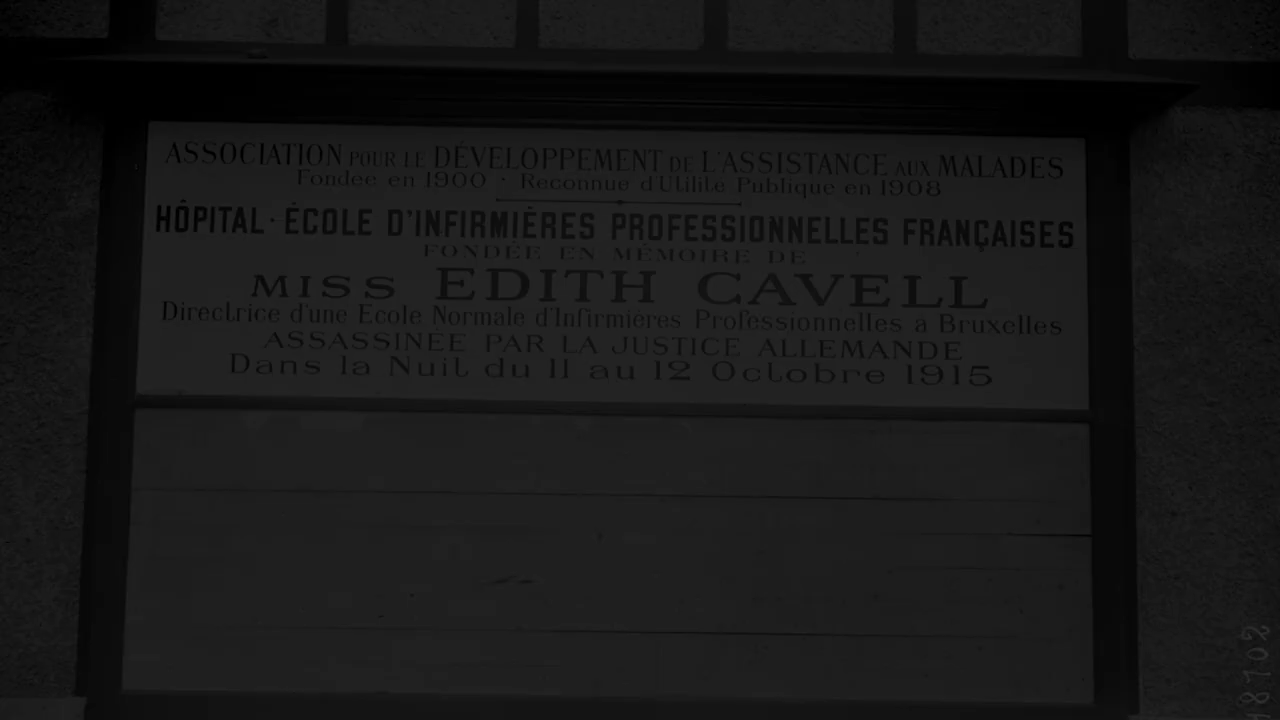 ASSOCIATION POUR LE DÉVELOPPEMENT DE L'ASSISTANCE AUX MALADES
Fondée en 1900 · Reconnue d'Utilité Publique en 1908
HÔPITAL-ÉCOLE D'INFIRMIÈRES PROFESSIONNELLES FRANÇAISES
FONDÉE EN MÉMOIRE DE
MISS EDITH CAVELL
Directrice d'une Ecole Normale d'Infirmières Professionnelles à Bruxelles
ASSASSINÉE PAR LA JUSTICE ALLEMANDE
Dans la Nuit du 11 au 12 Octobre 1915